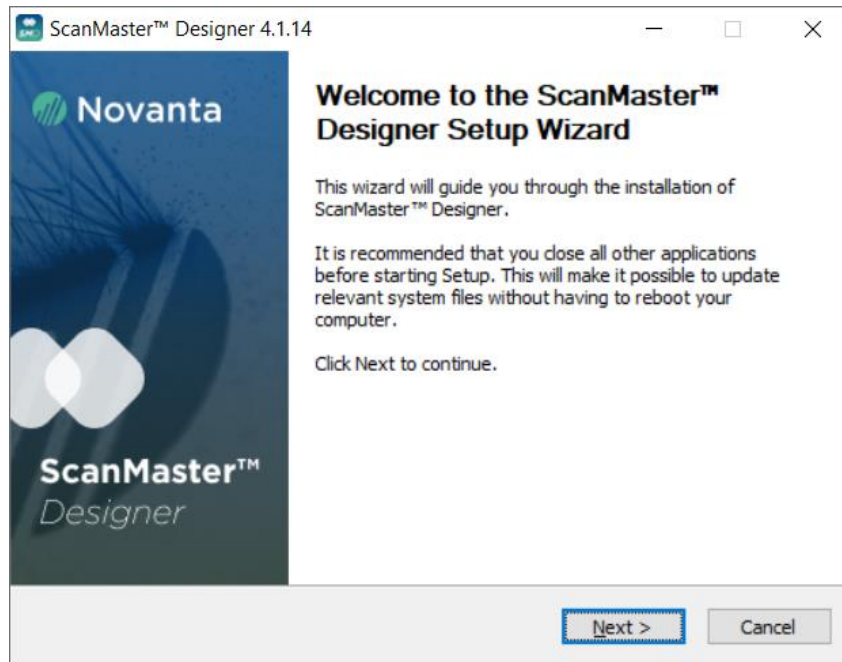 ScanMaster™ Designer 4.1.14
Novanta
ScanMaster™
Designer
Welcome to the ScanMaster™
Designer Setup Wizard
This wizard will guide you through the installation of
ScanMaster™ Designer.
It is recommended that you close all other applications
before starting Setup. This will make it possible to update
relevant system files without having to reboot your
computer.
Click Next to continue.
Next >
Cancel